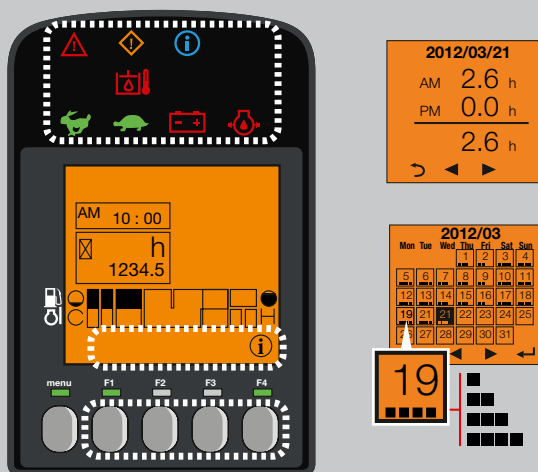 AM 10 : 00
h
1234.5
C H
i
menu F1 F2 F3 F4
2012/03/21
AM 2.6 h
PM 0.0 h
2.6 h
2012/03
Mon Tue Wed Thu Fri Sat Sun
1 2 3 4
5 6 7 8 9 10 11
12 13 14 15 16 17 18
19 21 21 22 23 24 25
26 27 28 29 30 31
19